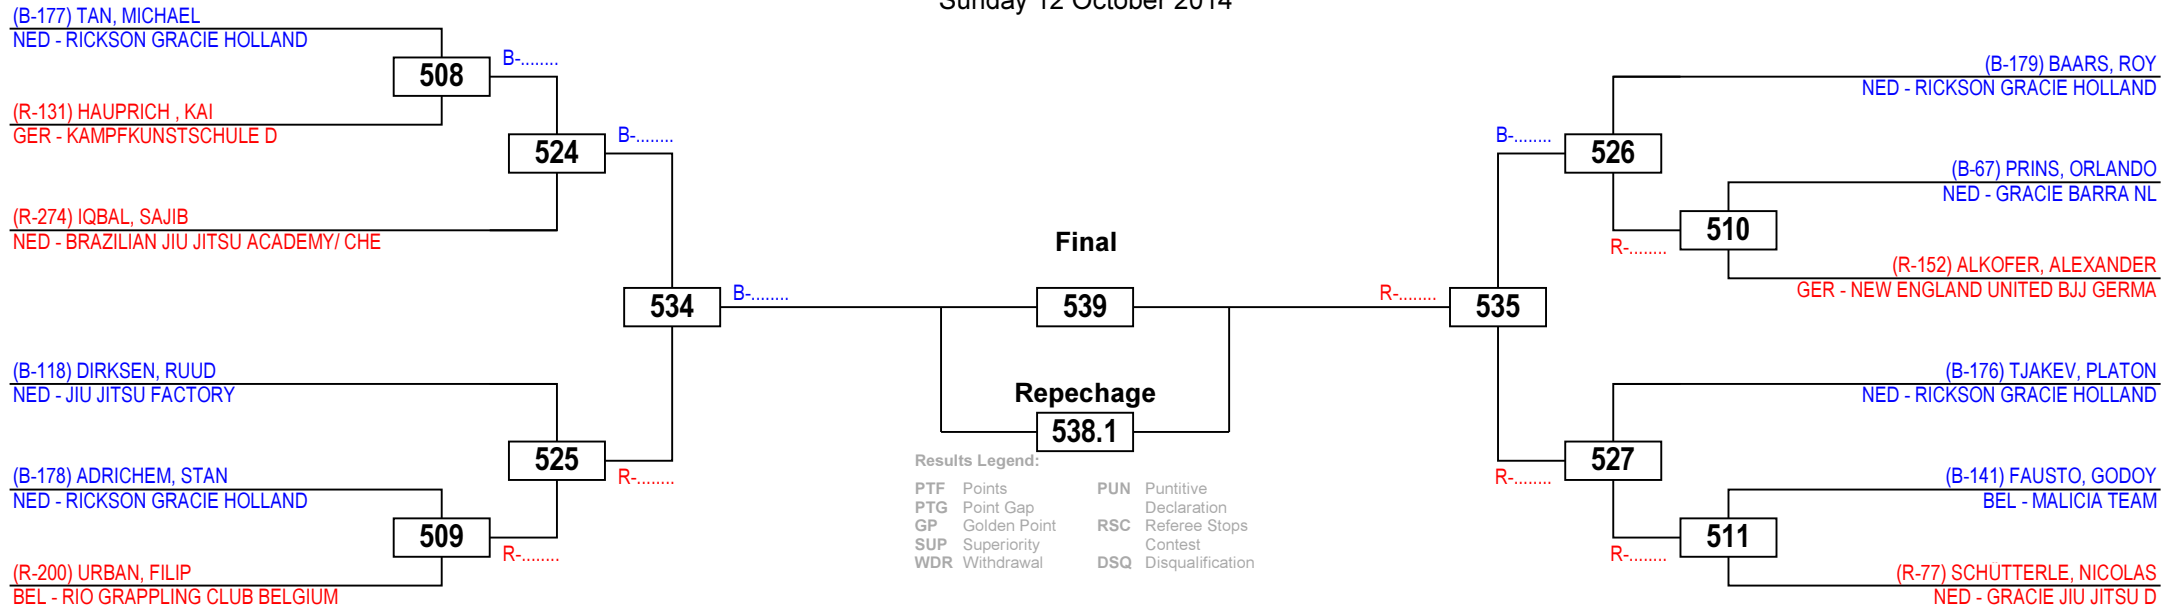 Sunday 12 October 2014
(B-177) TAN, MICHAEL
NED - RICKSON GRACIE HOLLAND
508
B-........
(R-131) HAUPRICH , KAI
GER - KAMPFKUNSTSCHULE D
524
B-........
(R-274) IQBAL, SAJIB
NED - BRAZILIAN JIU JITSU ACADEMY/ CHE
534
B-........
(B-118) DIRKSEN, RUUD
NED - JIU JITSU FACTORY
525
R-........
(B-178) ADRICHEM, STAN
NED - RICKSON GRACIE HOLLAND
509
R-........
(R-200) URBAN, FILIP
BEL - RIO GRAPPLING CLUB BELGIUM
Final
539
Repechage
538.1
Results Legend:
PTF Points
PTG Point Gap
GP Golden Point
SUP Superiority
WDR Withdrawal
PUN Puntitive
Declaration
RSC Referee Stops
Contest
DSQ Disqualification
(B-179) BAARS, ROY
NED - RICKSON GRACIE HOLLAND
B-........
526
(B-67) PRINS, ORLANDO
NED - GRACIE BARRA NL
510
R-........
(R-152) ALKOFER, ALEXANDER
GER - NEW ENGLAND UNITED BJJ GERMA
R-........
535
(B-176) TJAKEV, PLATON
NED - RICKSON GRACIE HOLLAND
527
R-........
(B-141) FAUSTO, GODOY
BEL - MALICIA TEAM
511
R-........
(R-77) SCHÜTTERLE, NICOLAS
NED - GRACIE JIU JITSU D